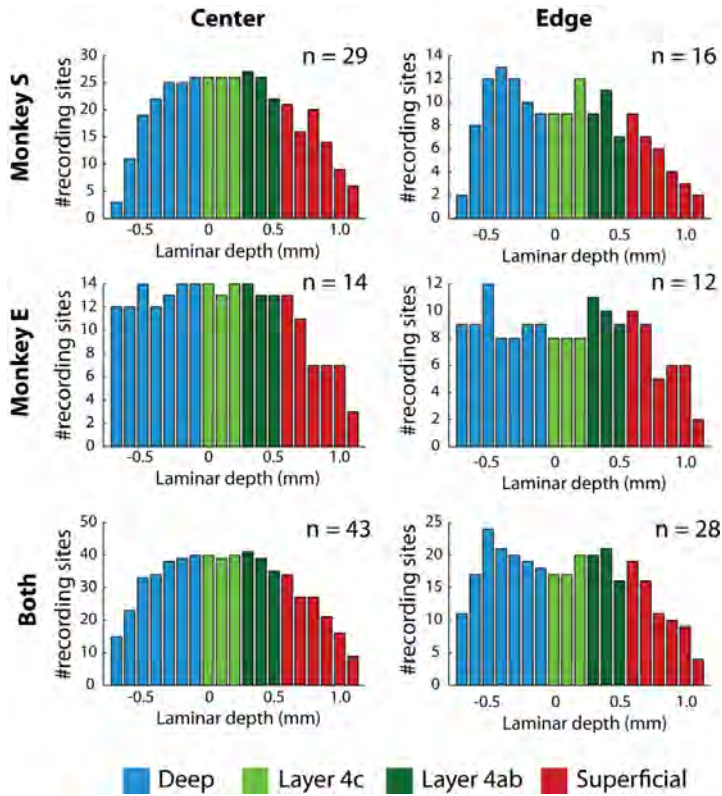 Center
Edge
Monkey S
#recording sites
30
25
20
15
10
5
0
n = 29
-0.5
0
0.5
1.0
Laminar depth (mm)
#recording sites
14
12
10
8
6
4
2
0
n = 16
-0.5
0
0.5
1.0
Laminar depth (mm)
Monkey E
#recording sites
14
12
10
8
6
4
2
0
n = 14
-0.5
0
0.5
1.0
Laminar depth (mm)
#recording sites
12
10
8
6
4
2
0
n = 12
-0.5
0
0.5
1.0
Laminar depth (mm)
Both
#recording sites
50
40
30
20
10
0
n = 43
-0.5
0
0.5
1.0
Laminar depth (mm)
#recording sites
25
20
15
10
5
0
n = 28
-0.5
0
0.5
1.0
Laminar depth (mm)
Deep Layer 4c Layer 4ab Superficial